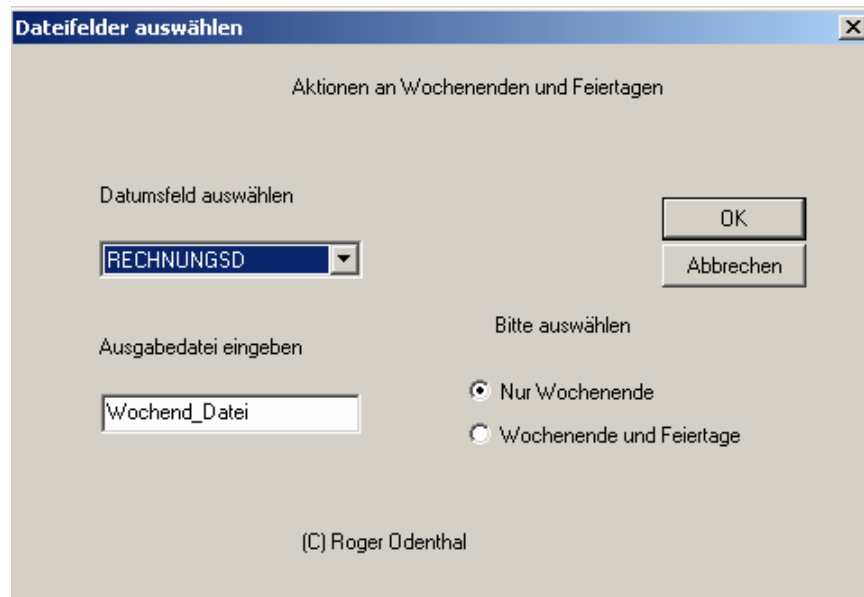 Dateifelder auswählen
Aktionen an Wochenenden und Feiertagen
Datumsfeld auswählen
OK
RECHNUNGSD
Abbrechen
Bitte auswählen
Ausgabedatei eingeben
Nur Wochenende
Wochend_Datei
Wochenende und Feiertage
(C) Roger Odenthal